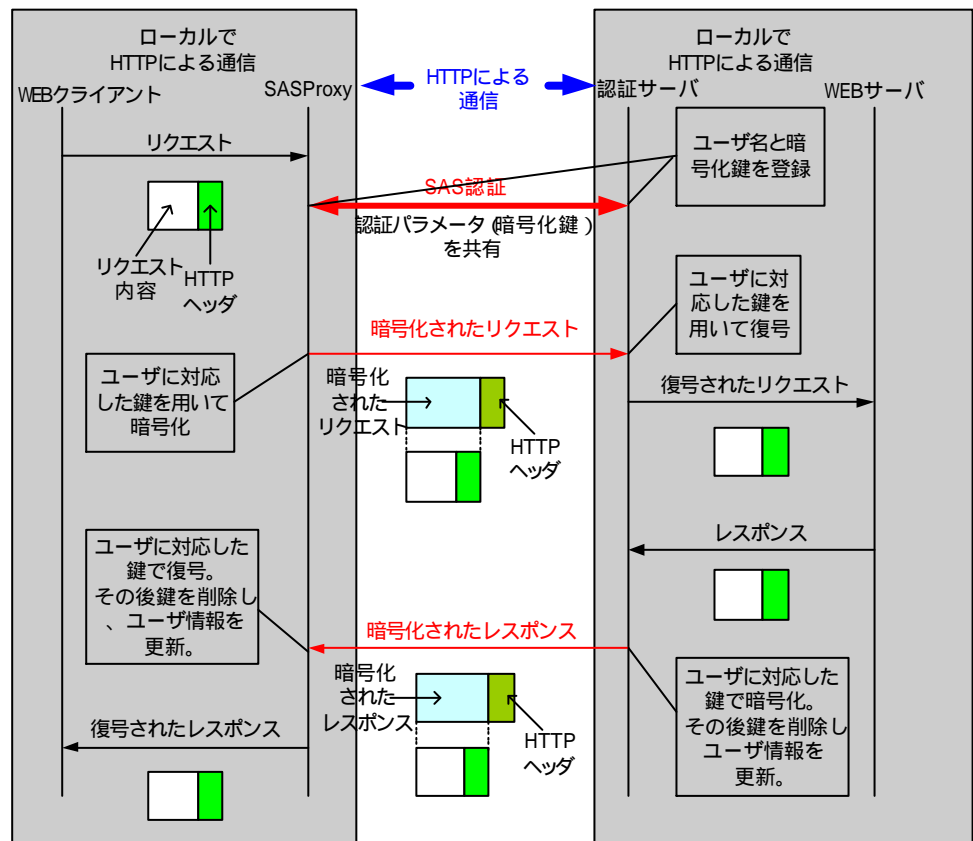 ローカルで
HTTPによる通信
WEBクライアント
SASProxy
HTTPによる
通信
ローカルで
HTTPによる通信
認証サーバ
WEBサーバ
リクエスト
ユーザ名と暗
号化鍵を登録
SAS認証
認証パラメータ(暗号化鍵)
を共有
リクエスト
内容
HTTP
ヘッダ
ユーザに対
応した鍵を
用いて復号
暗号化されたリクエスト
ユーザに対応
した鍵を用いて
暗号化
暗号化
された
リクエスト
HTTP
ヘッダ
復号されたリクエスト
レスポンス
ユーザに対応した
鍵で復号。
その後鍵を削除し
、ユーザ情報を
更新。
暗号化されたレスポンス
暗号化
された
レスポンス
HTTP
ヘッダ
ユーザに対応した
鍵で暗号化。
その後鍵を削除し
ユーザ情報を
更新。
復号されたレスポンス